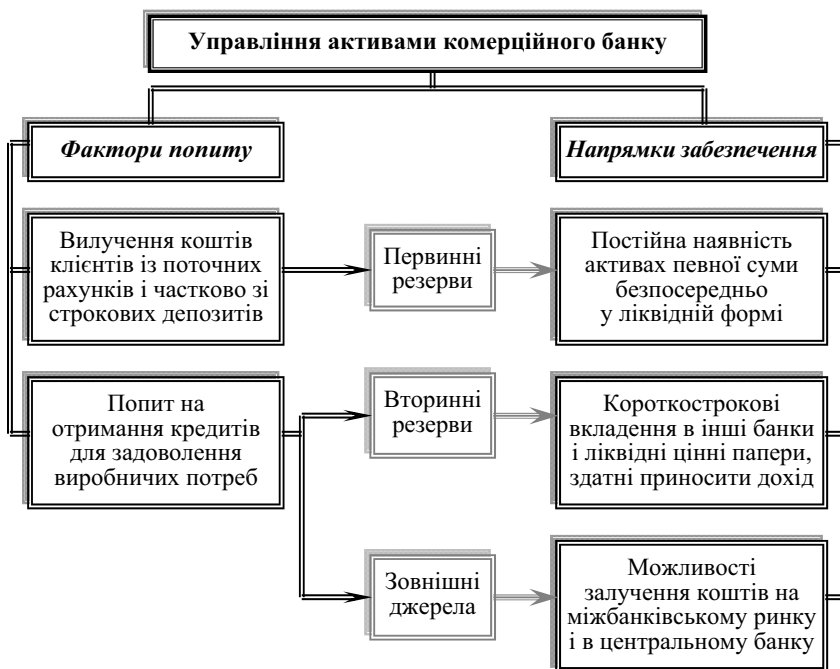 Управління активами комерційного банку
Фактори попиту
Напрямки забезпечення
Вилучення коштів
клієнтів із поточних
рахунків і частково зі
строкових депозитів
Первинні
резерви
Постійна наявність
активах певної суми
безпосередньо
у ліквідній формі
Попит на
отримання кредитів
для задоволення
виробничих потреб
Вторинні
резерви
Короткострокові
вкладення в інші банки
і ліквідні цінні папери,
здатні приносити дохід
Зовнішні
джерела
Можливості
залучення коштів на
міжбанківському ринку
і в центральному банку